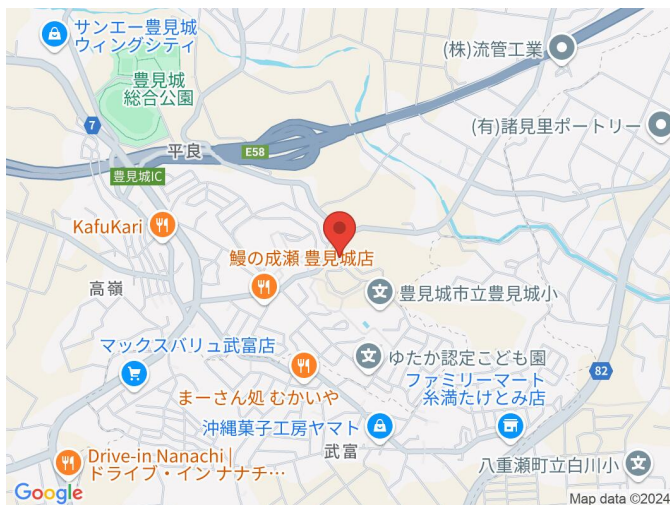 サンエー豊見城
ウィングシティ
(株)流管工業
豊見城
総合公園
7
(有)諸見里ポートリー
平良
E58
豊見城IC
KafuKari
鰻の成瀬 豊見城店
高嶺
豊見城市立豊見城小
マックスバリュ武富店
ゆたか認定こども園
82
まーさん処 むかいや
ファミリーマート
糸満たけとみ店
沖縄菓子工房ヤマト
武富
Drive-in Nanachi |
ドライブ・イン ナナチ…
八重瀬町立白川小
Google
Map data ©2024